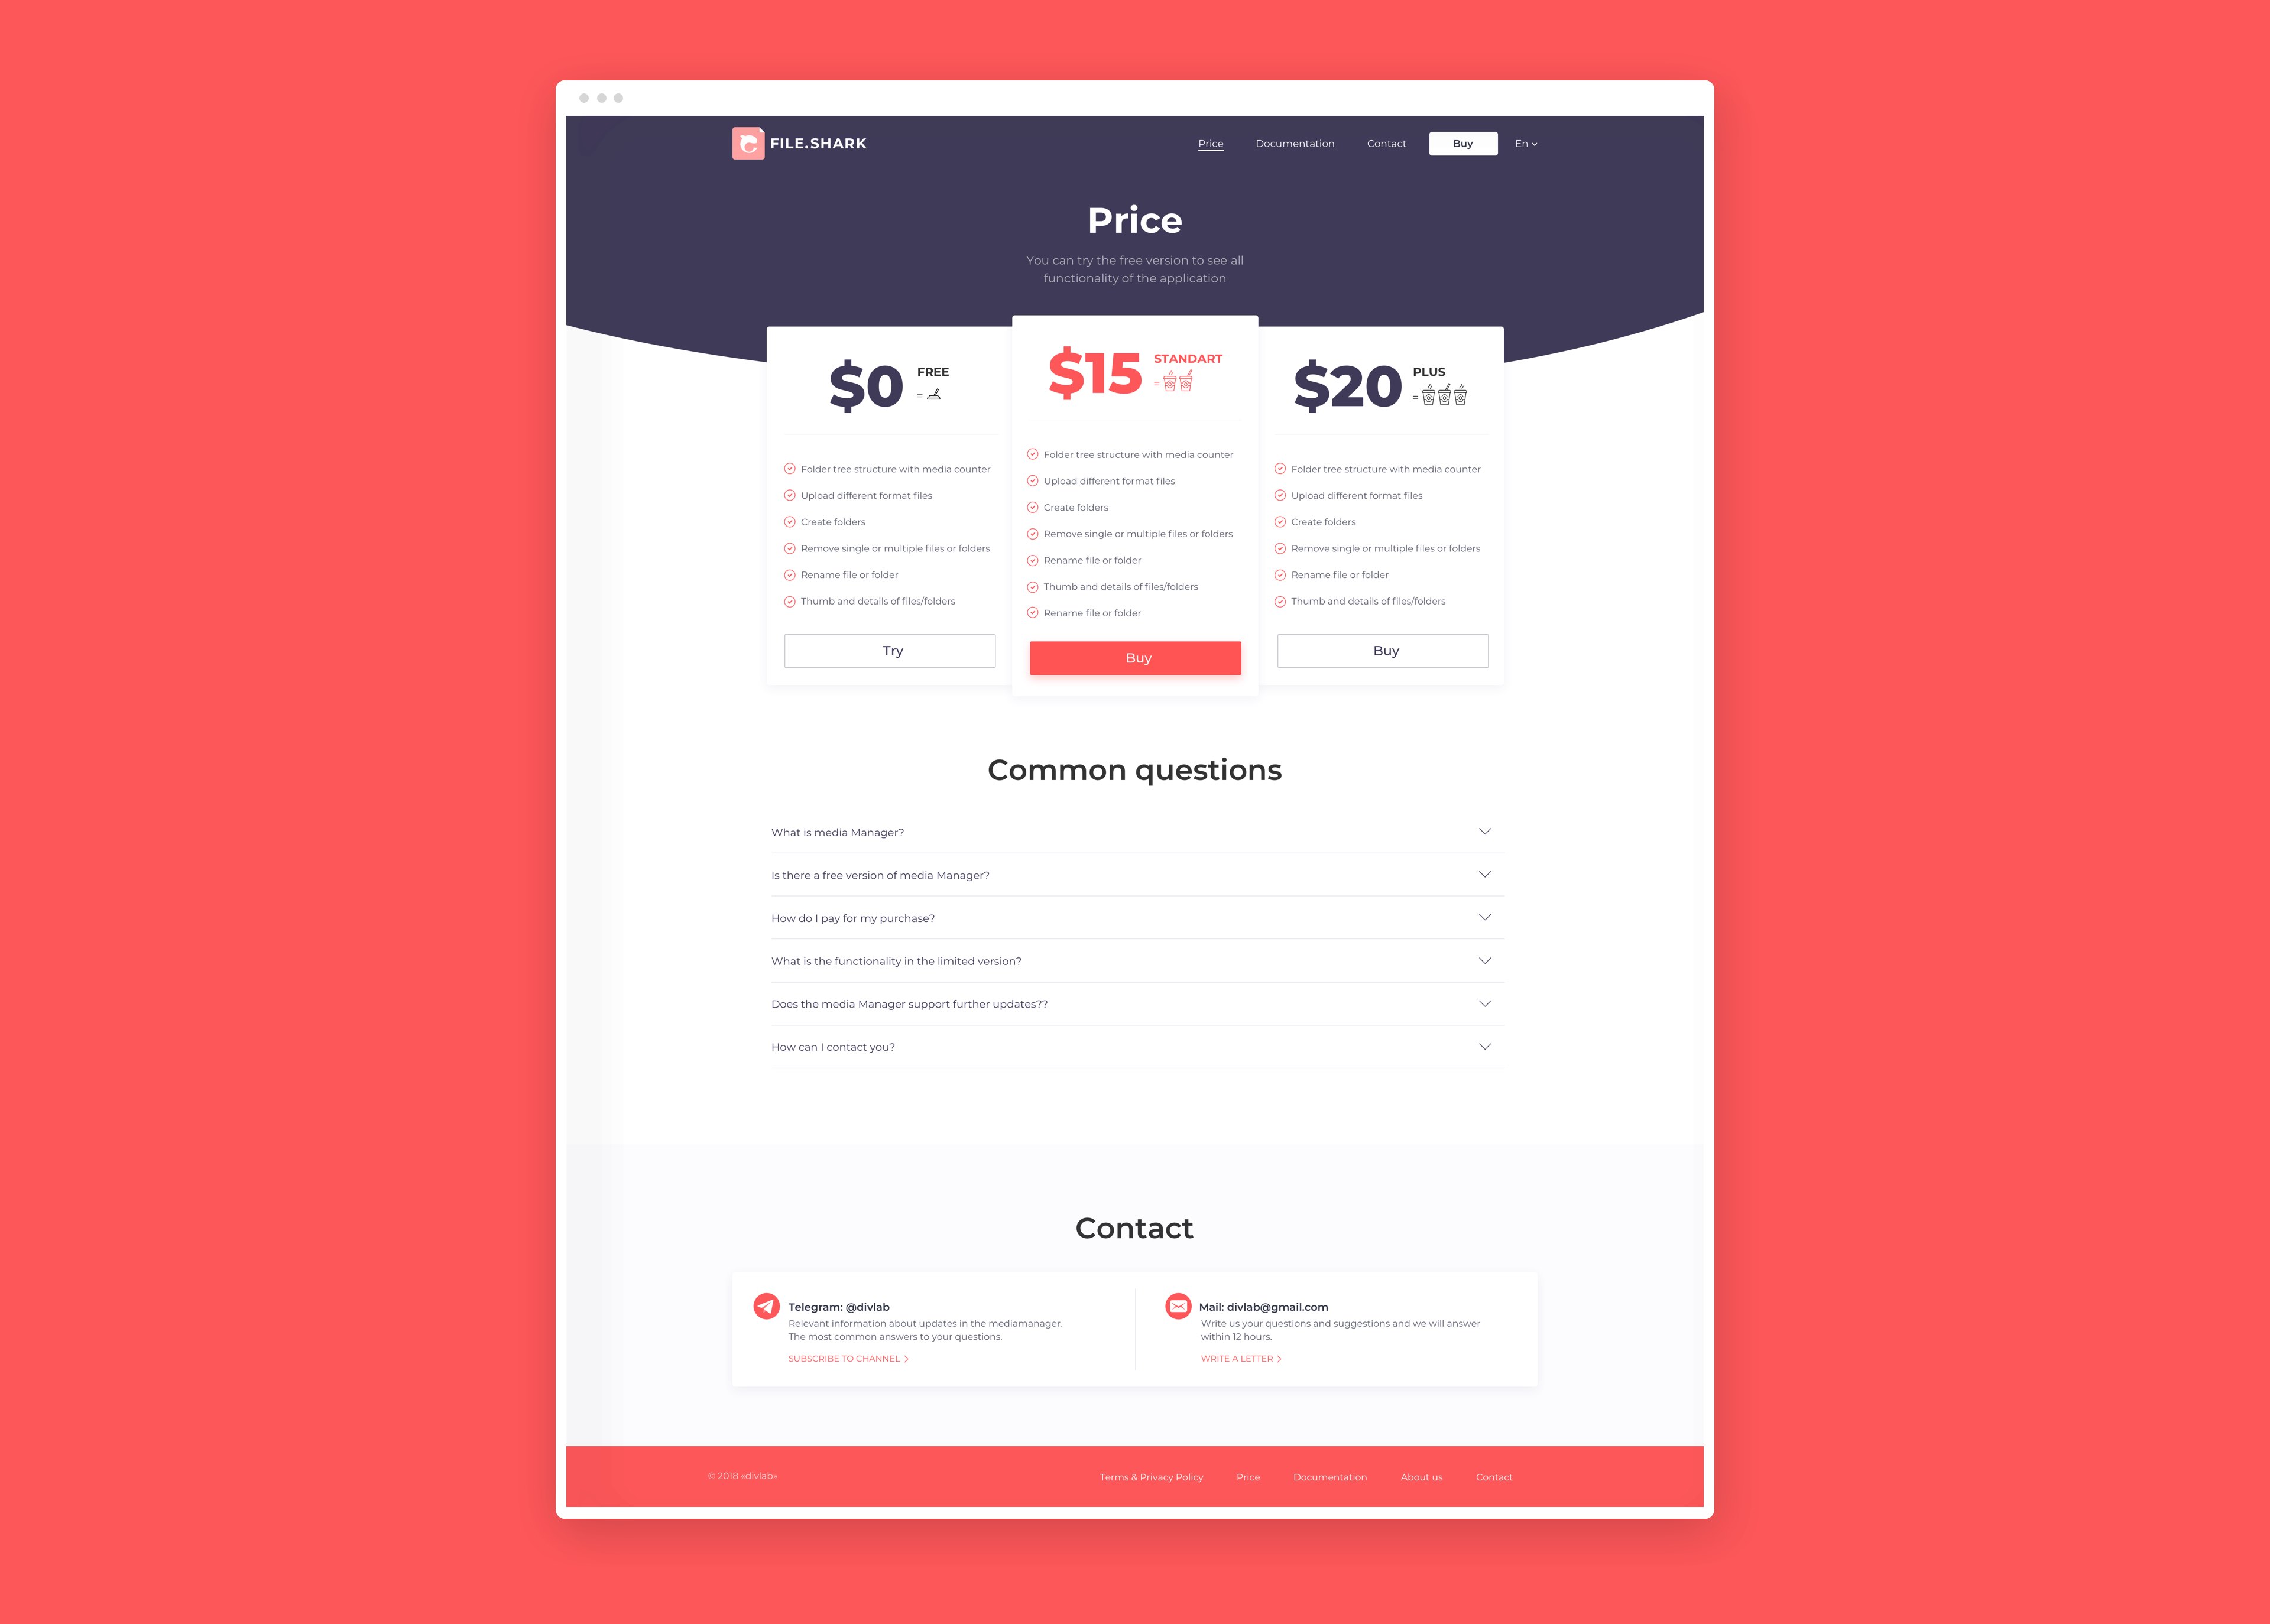 FILE.SHARK
Price
Documentation
Contact
Buy
En
Price
You can try the free version to see all
functionality of the application
$0
FREE
=
Folder tree structure with media counter
Upload different format files
Create folders
Remove single or multiple files or folders
Rename file or folder
Thumb and details of files/folders
Try
$15
STANDART
=
Folder tree structure with media counter
Upload different format files
Create folders
Remove single or multiple files or folders
Rename file or folder
Thumb and details of files/folders
Rename file or folder
Buy
$20
PLUS
=
Folder tree structure with media counter
Upload different format files
Create folders
Remove single or multiple files or folders
Rename file or folder
Thumb and details of files/folders
Buy
Common questions
What is media Manager?
Is there a free version of media Manager?
How do I pay for my purchase?
What is the functionality in the limited version?
Does the media Manager support further updates??
How can I contact you?
Contact
Telegram: @divlab
Relevant information about updates in the mediamanager.
The most common answers to your questions.
SUBSCRIBE TO CHANNEL
Mail: divlab@gmail.com
Write us your questions and suggestions and we will answer
within 12 hours.
WRITE A LETTER
© 2018 «divlab»
Terms & Privacy Policy
Price
Documentation
About us
Contact